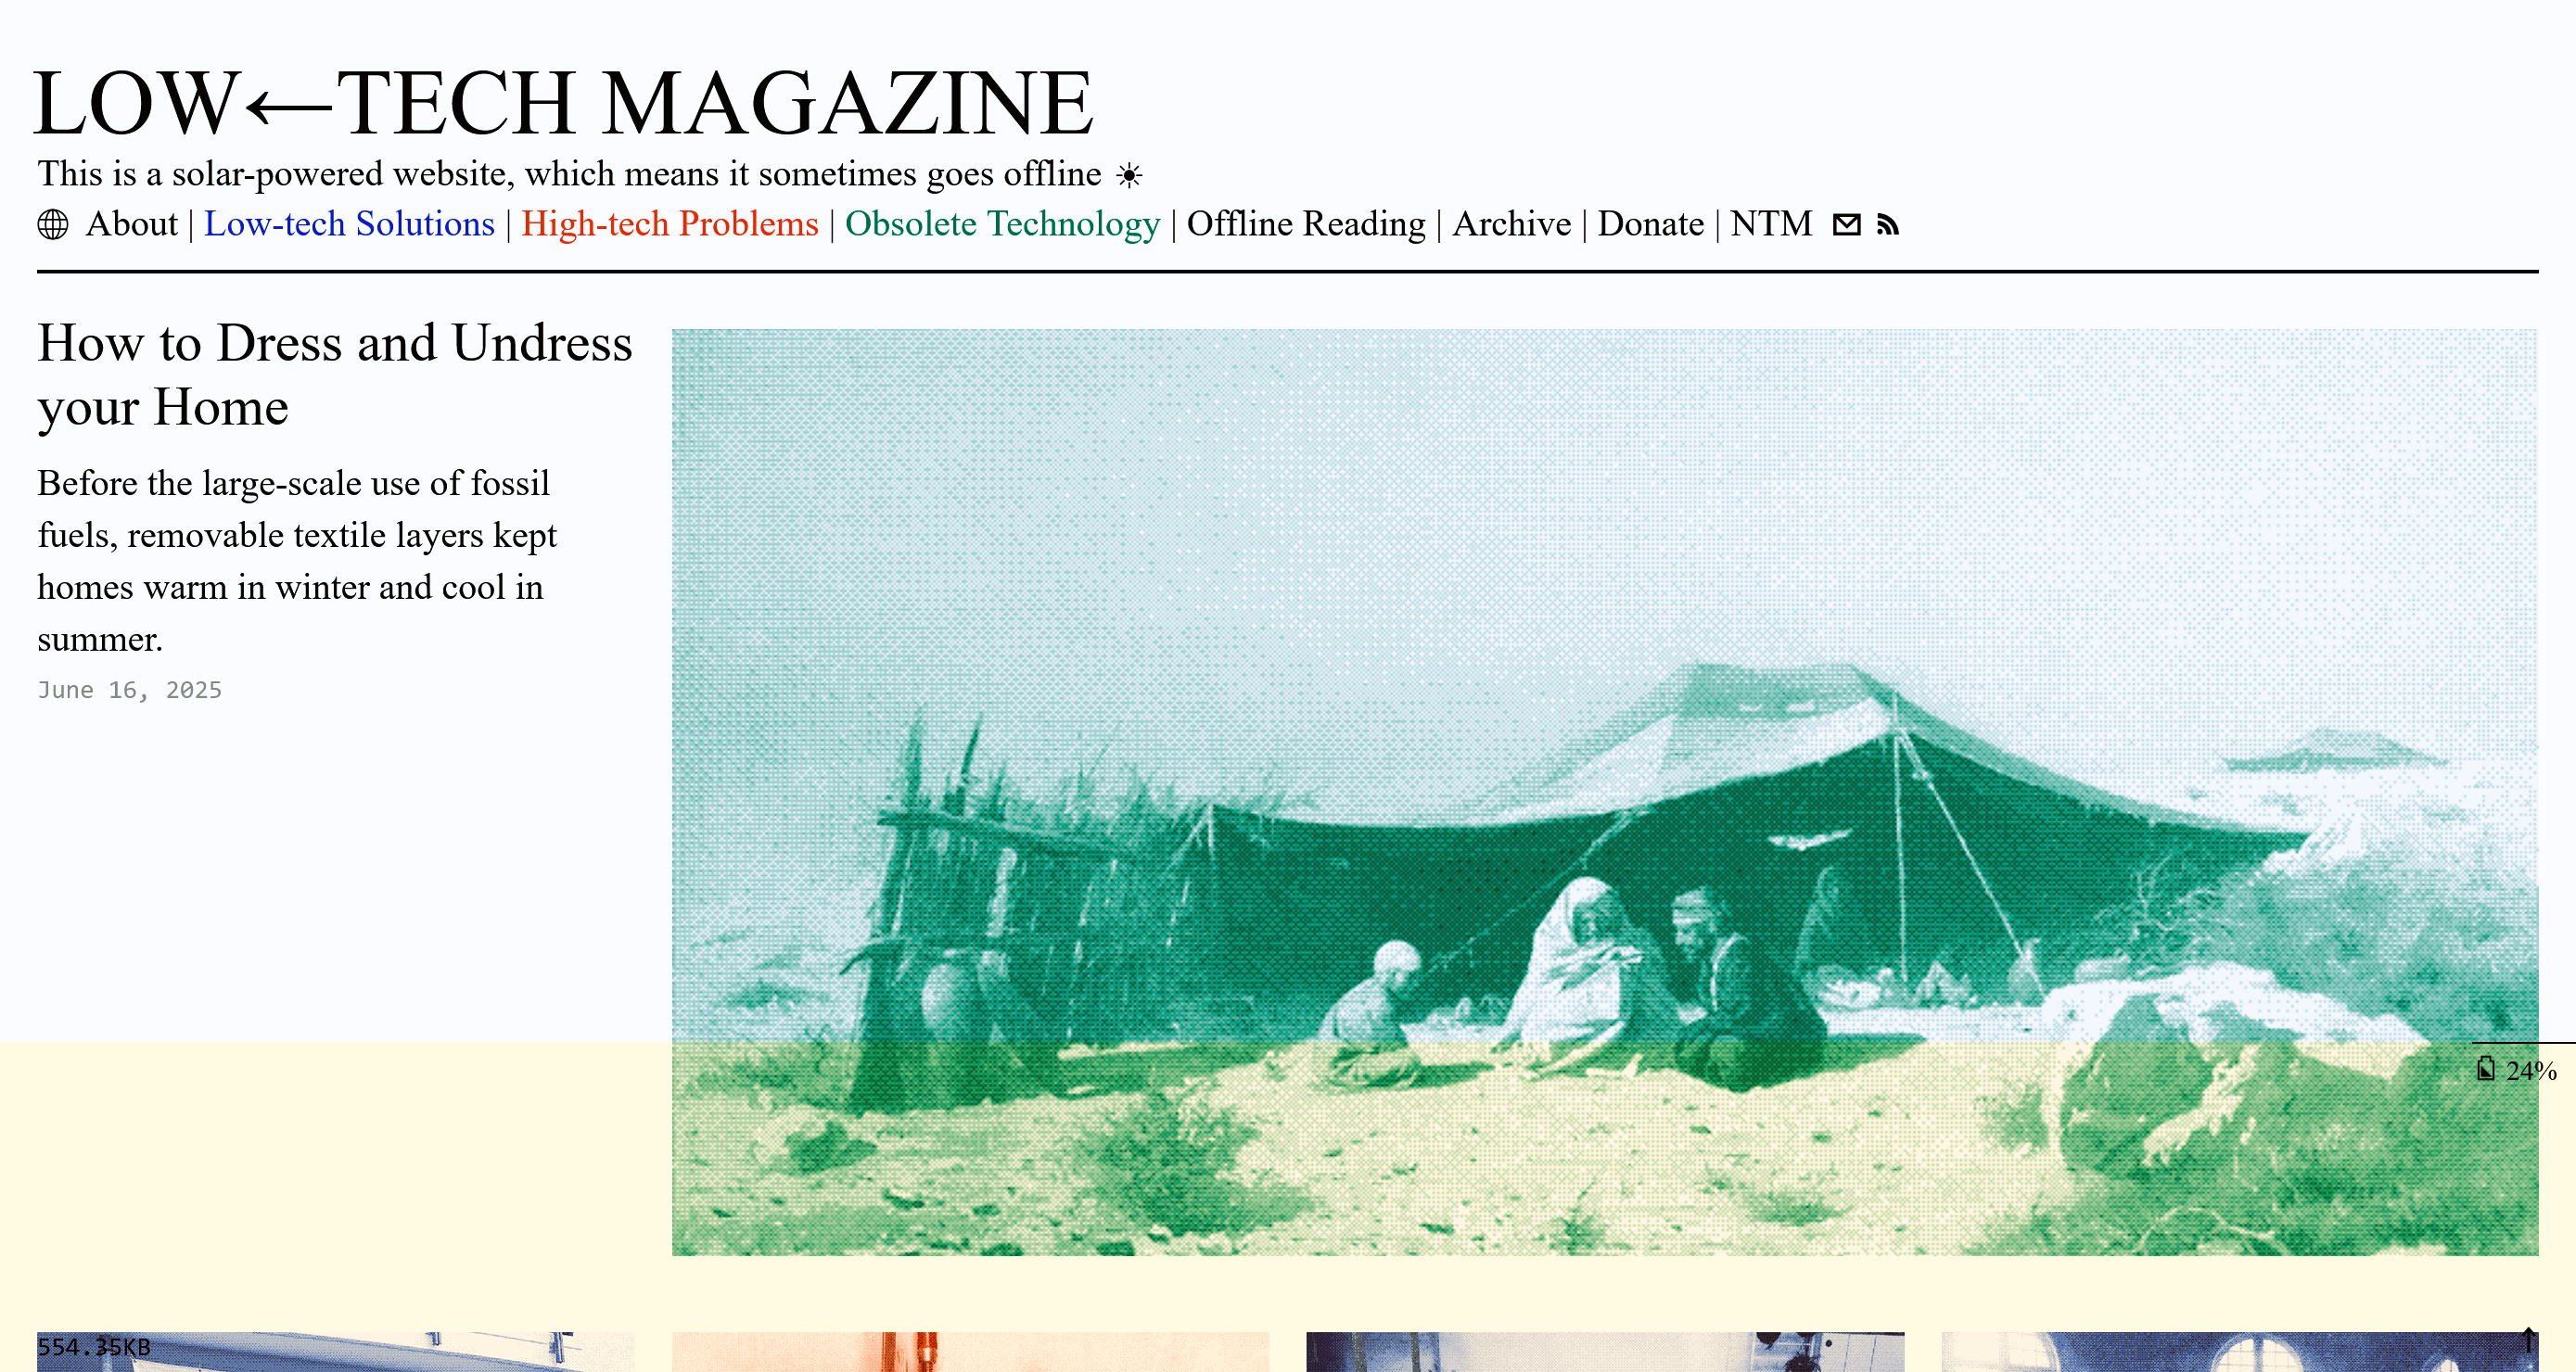 LOW←TECH MAGAZINE
This is a solar-powered website, which means it sometimes goes offline ☀
About | Low-tech Solutions | High-tech Problems | Obsolete Technology | Offline Reading | Archive | Donate | NTM
How to Dress and Undress
your Home
Before the large-scale use of fossil
fuels, removable textile layers kept
homes warm in winter and cool in
summer.
June 16, 2025
24%
554.35KB
↑